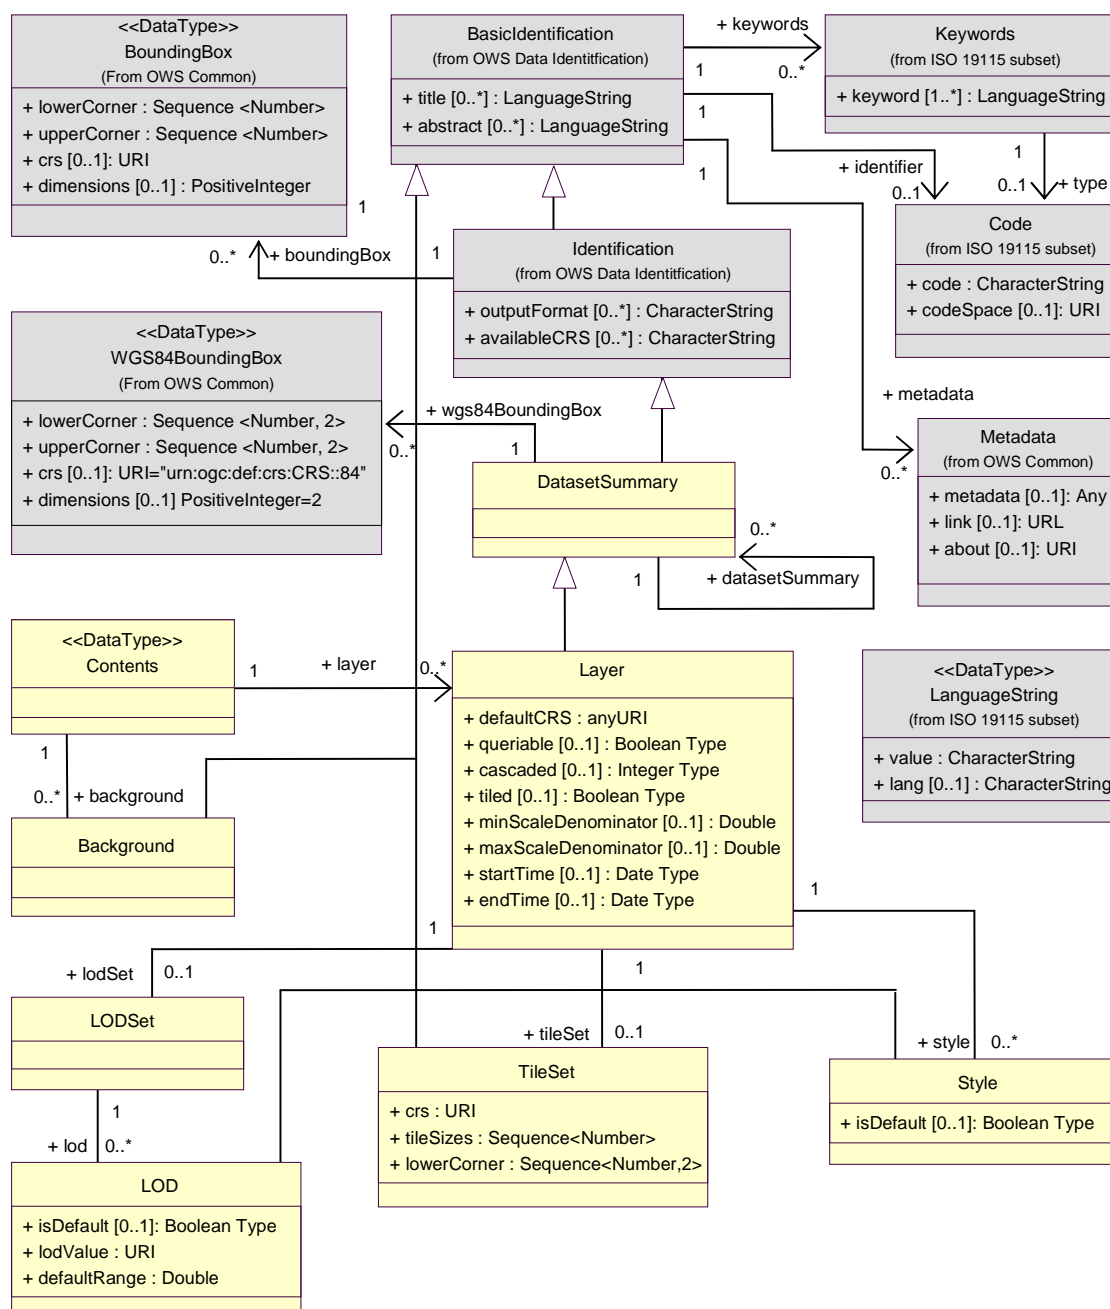 <<DataType>>
BoundingBox
(From OWS Common)
+ lowerCorner : Sequence <Number>
+ upperCorner : Sequence <Number>
+ crs [0..1]: URI
+ dimensions [0..1] : PositiveInteger
BasicIdentification
(from OWS Data Identitfication)
+ title [0..*] : LanguageString
+ abstract [0..*] : LanguageString
+ keywords
1
0..*
Keywords
(from ISO 19115 subset)
+ keyword [1..*] : LanguageString
1
+ identifier
0..1
1
0..1
+ type
1
Code
(from ISO 19115 subset)
+ code : CharacterString
+ codeSpace [0..1]: URI
1
0..*
+ boundingBox
1
Identification
(from OWS Data Identitfication)
+ outputFormat [0..*] : CharacterString
+ availableCRS [0..*] : CharacterString
<<DataType>>
WGS84BoundingBox
(From OWS Common)
+ lowerCorner : Sequence <Number, 2>
+ upperCorner : Sequence <Number, 2>
+ crs [0..1]: URI="urn:ogc:def:crs:CRS::84"
+ dimensions [0..1] PositiveInteger=2
+ wgs84BoundingBox
0..*
1
+ metadata
0..*
Metadata
(from OWS Common)
+ metadata [0..1]: Any
+ link [0..1]: URL
+ about [0..1]: URI
DatasetSummary
0..*
1
+ datasetSummary
<<DataType>>
Contents
1
+ layer
0..*
Layer
+ defaultCRS : anyURI
+ queriable [0..1] : Boolean Type
+ cascaded [0..1] : Integer Type
+ tiled [0..1] : Boolean Type
+ minScaleDenominator [0..1] : Double
+ maxScaleDenominator [0..1] : Double
+ startTime [0..1] : Date Type
+ endTime [0..1] : Date Type
<<DataType>>
LanguageString
(from ISO 19115 subset)
+ value : CharacterString
+ lang [0..1] : CharacterString
1
0..*
+ background
Background
1
1
+ lodSet
0..1
1
LODSet
+ tileSet
0..1
+ style
0..*
TileSet
+ crs : URI
+ tileSizes : Sequence<Number>
+ lowerCorner : Sequence<Number,2>
Style
+ isDefault [0..1]: Boolean Type
1
+ lod
0..*
LOD
+ isDefault [0..1]: Boolean Type
+ lodValue : URI
+ defaultRange : Double